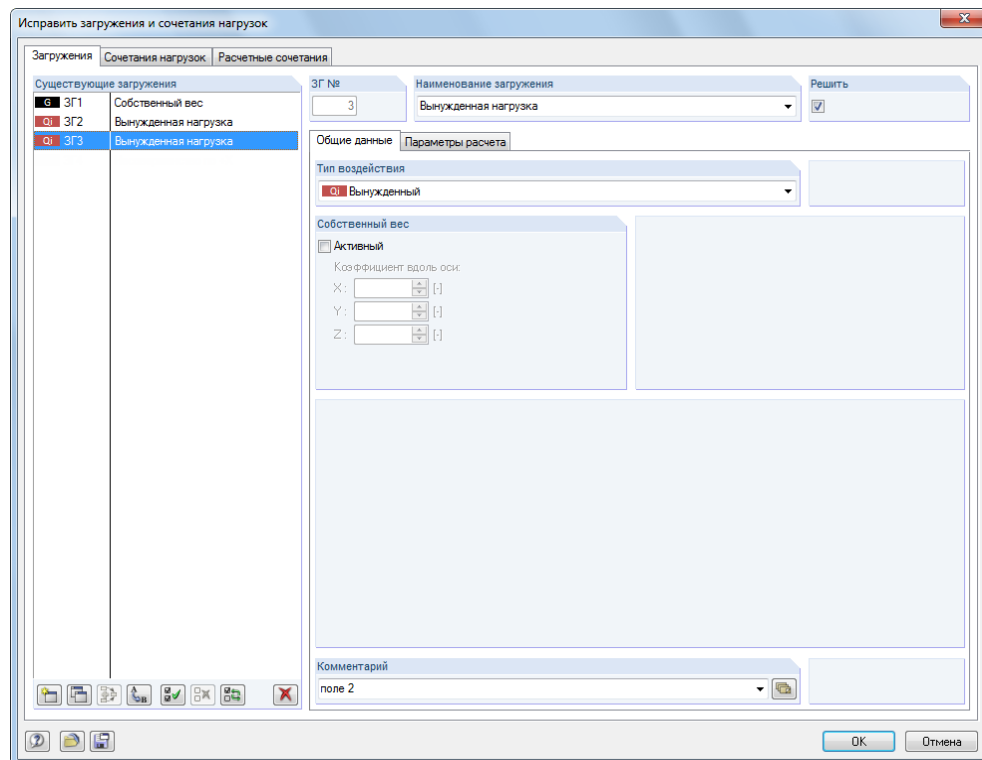 Исправить загружения и сочетания нагрузок
Загружения Сочетания нагрузок Расчетные сочетания
Существующие загружения
G ЗГ1 Собственный вес
Qi ЗГ2 Вынужденная нагрузка
Qi ЗГ3 Вынужденная нагрузка
ЗГ № Наименование загружения Решить
3 Вынужденная нагрузка
Общие данные Параметры расчета
Тип воздействия
Qi Вынужденный
Собственный вес
Активный
Коэффициент вдоль оси:
X: [-]
Y: [-]
Z: [-]
Комментарий
поле 2
OK Отмена